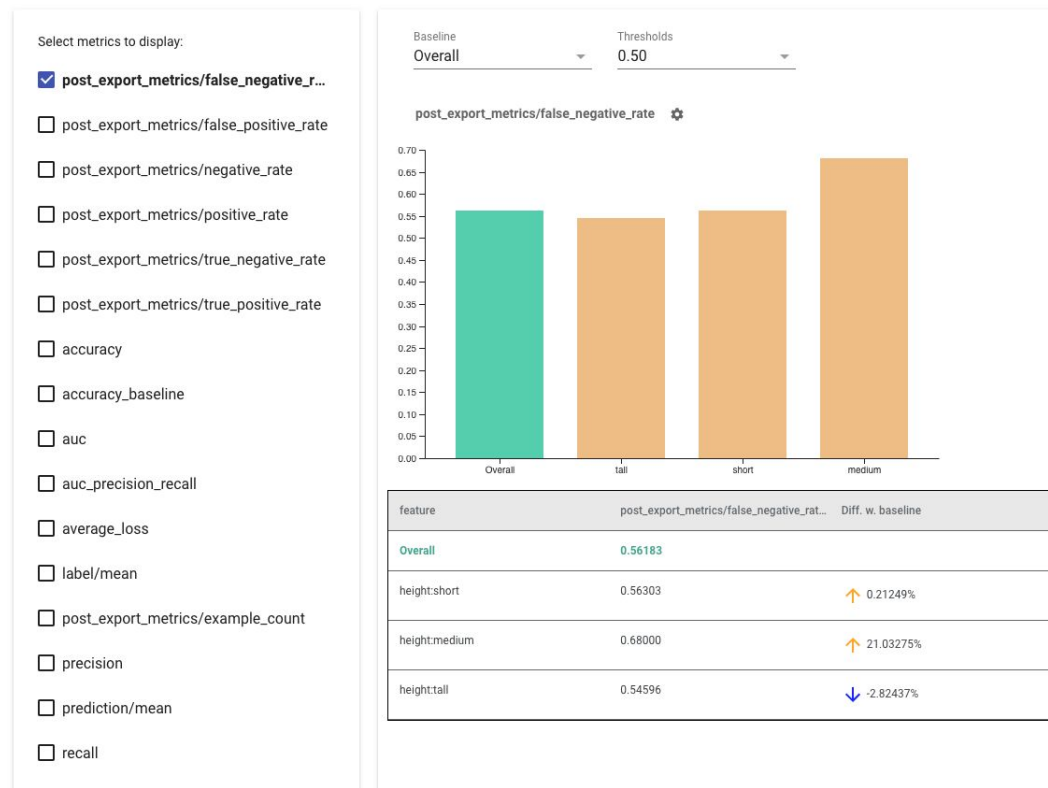 Select metrics to display:
post_export_metrics/false_negative_r...
post_export_metrics/false_positive_rate
post_export_metrics/negative_rate
post_export_metrics/positive_rate
post_export_metrics/true_negative_rate
post_export_metrics/true_positive_rate
accuracy
accuracy_baseline
auc
auc_precision_recall
average_loss
label/mean
post_export_metrics/example_count
precision
prediction/mean
recall
Baseline Thresholds
Overall 0.50
post_export_metrics/false_negative_rate
0.70
0.65
0.60
0.55
0.50
0.45
0.40
0.35
0.30
0.25
0.20
0.15
0.10
0.05
0.00
Overall tall short medium
feature post_export_metrics/false_negative_rat... Diff. w. baseline
Overall 0.56183
height:short 0.56303 0.21249%
height:medium 0.68000 21.03275%
height:tall 0.54596 -2.82437%